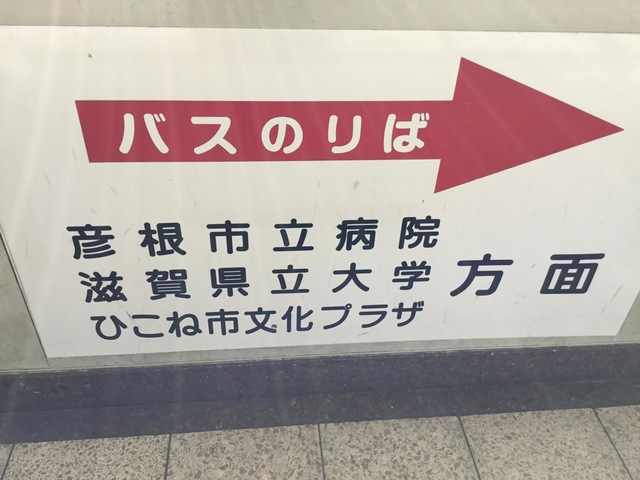 バスのりば
彦根市立病院
滋賀県立大学 方面
ひこね市文化プラザ